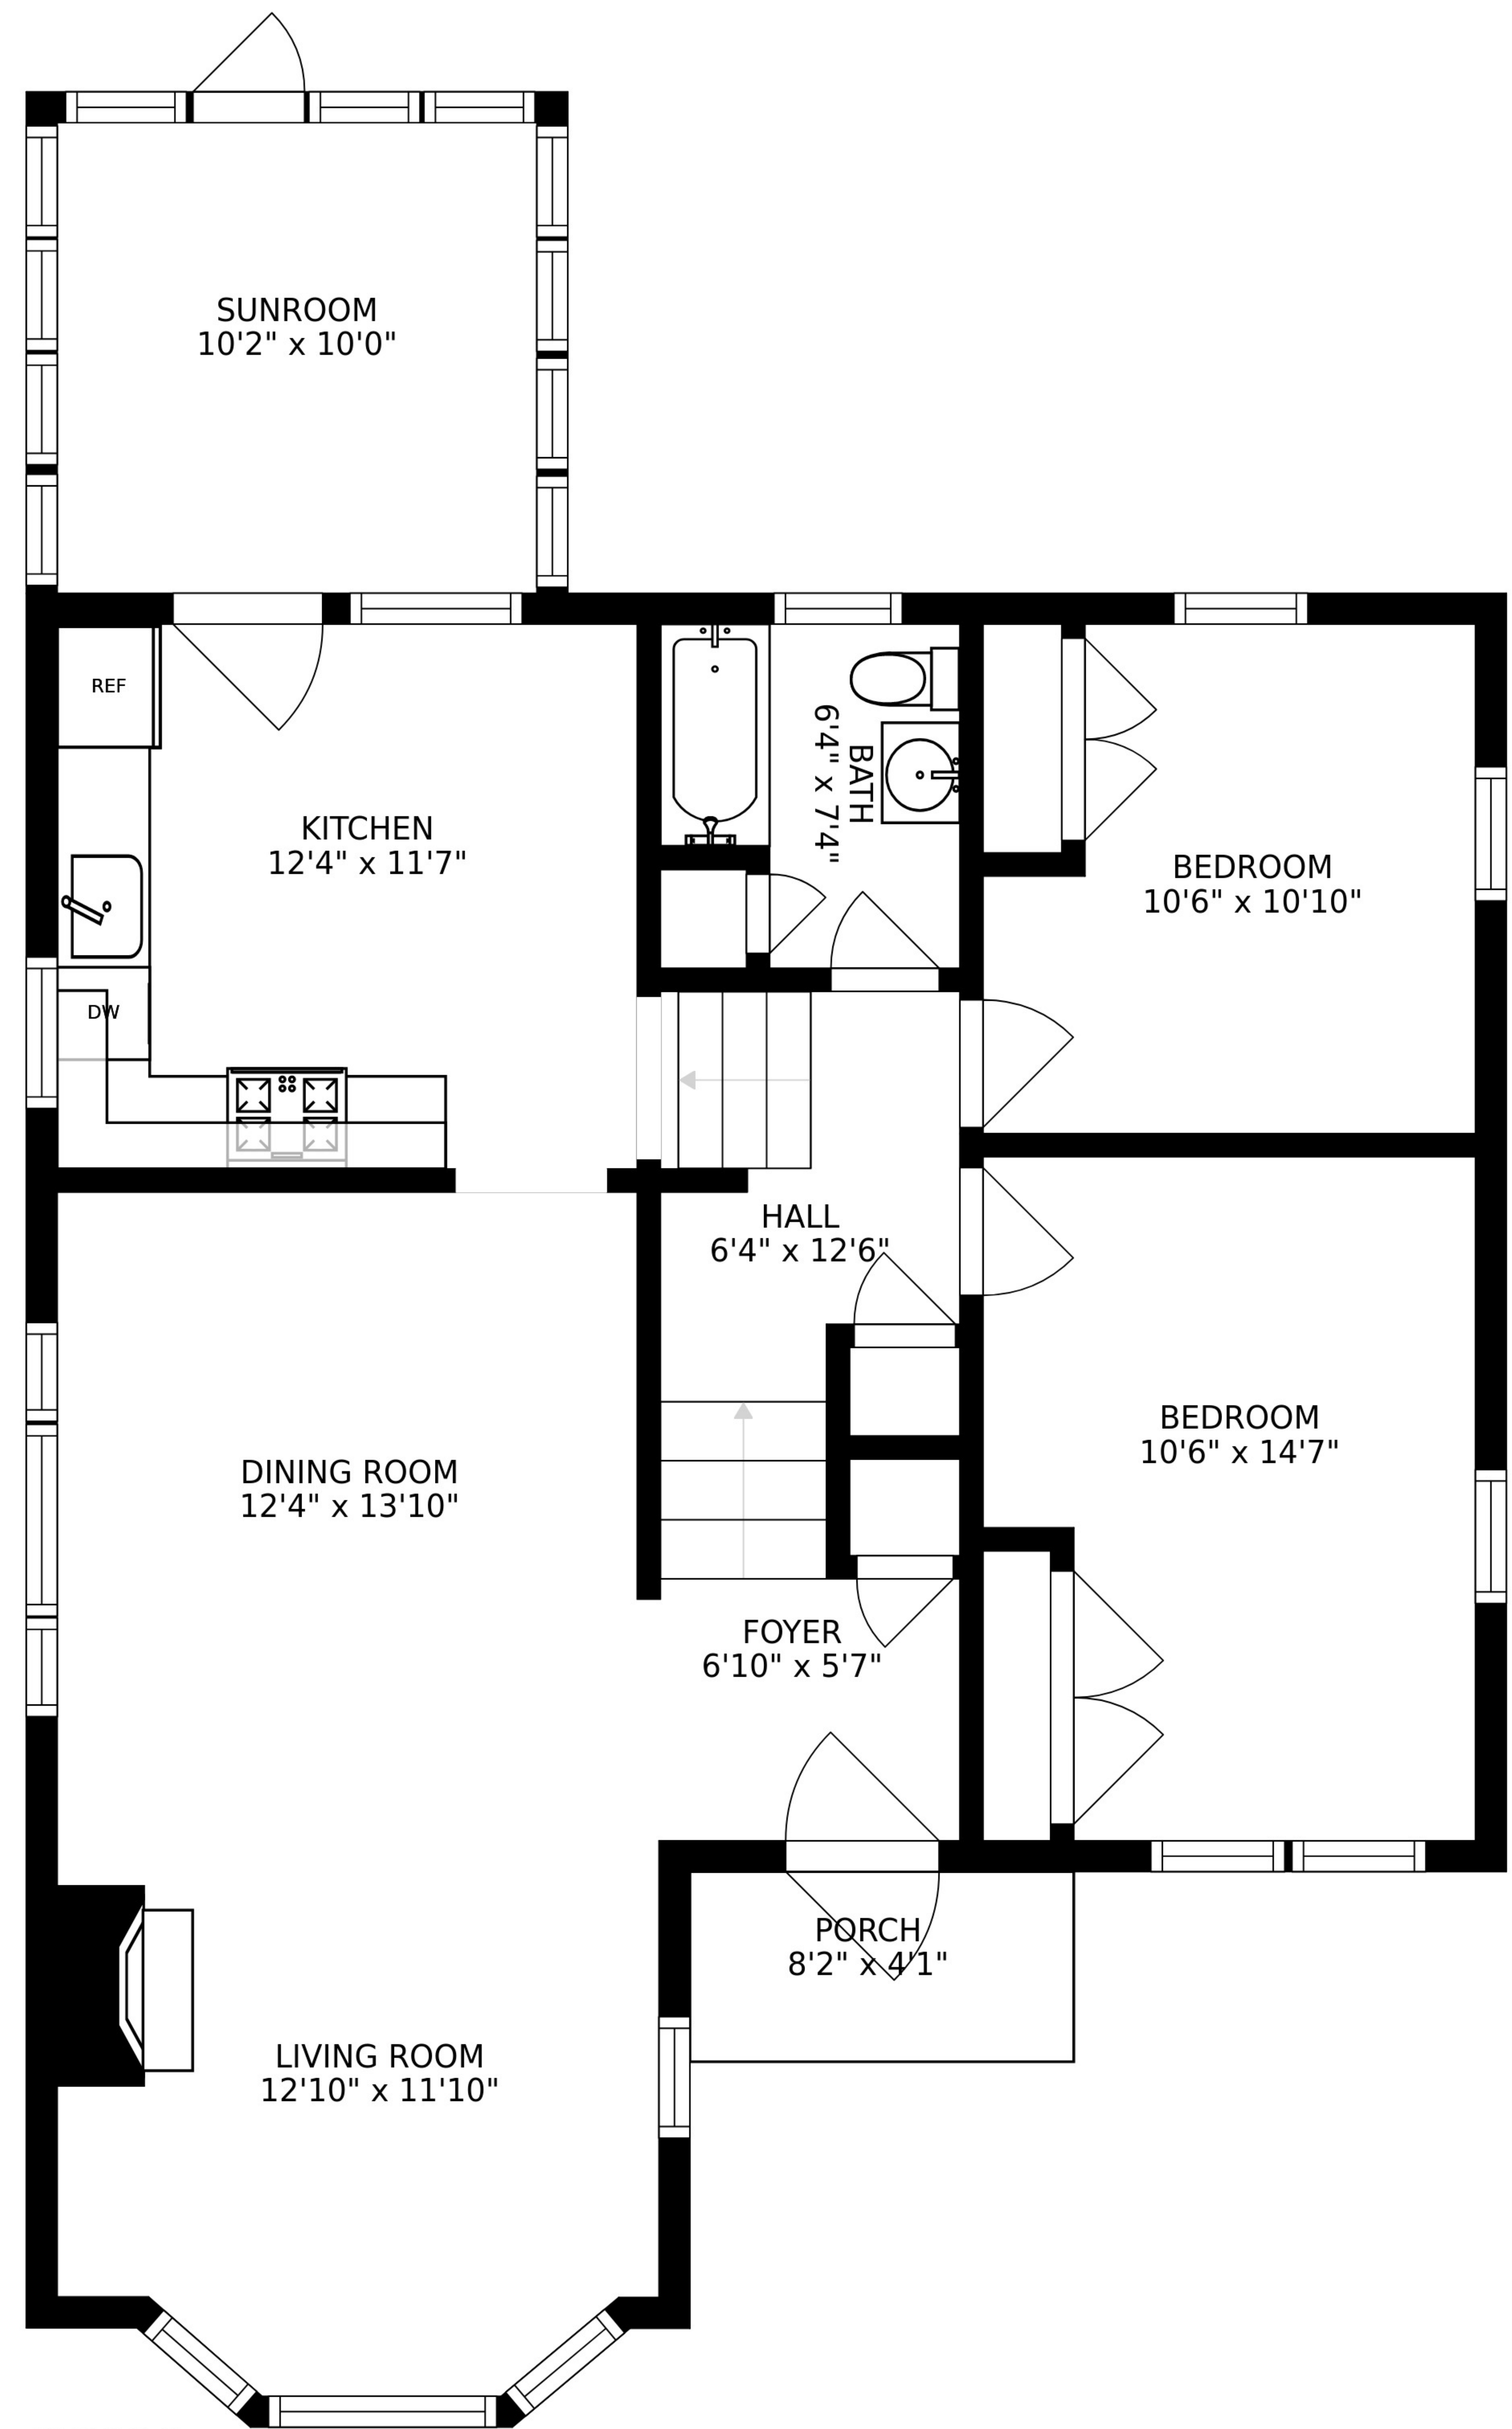 SUNROOM
10'2" x 10'0"
REF
KITCHEN
12'4" x 11'7"
BATH
6'4" x 7'4"
BEDROOM
10'6" x 10'10"
DW
HALL
6'4" x 12'6"
BEDROOM
10'6" x 14'7"
DINING ROOM
12'4" x 13'10"
FOYER
6'10" x 5'7"
PORCH
8'2" x 4'1"
LIVING ROOM
12'10" x 11'10"